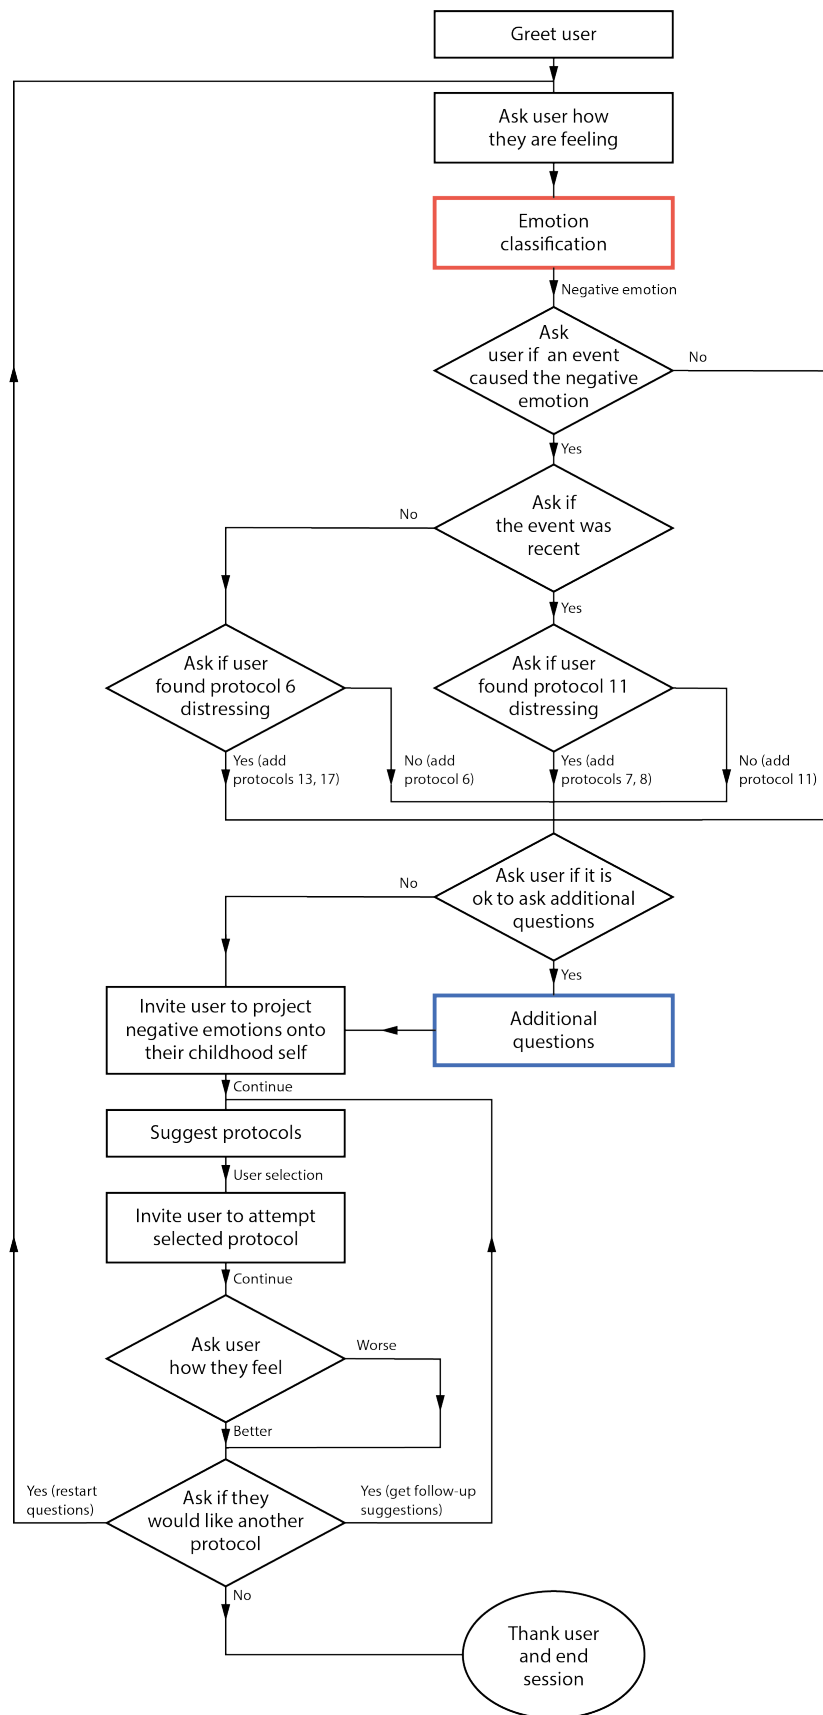 Greet user
Ask user how
they are feeling
Emotion
classification
Negative emotion
Ask
user if an event
caused the negative
emotion
No
Yes
Ask if
the event was
recent
No
Yes
Ask if user
found protocol 6
distressing
Ask if user
found protocol 11
distressing
Yes (add
protocols 13, 17)
No (add
protocol 6)
Yes (add
protocols 7, 8)
No (add
protocol 11)
Ask user if it is
ok to ask additional
questions
No
Yes
Invite user to project
negative emotions onto
their childhood self
Additional
questions
Continue
Suggest protocols
User selection
Invite user to attempt
selected protocol
Continue
Ask user
how they feel
Worse
Better
Yes (restart
questions)
Ask if they
would like another
protocol
Yes (get follow-up
suggestions)
No
Thank user
and end
session